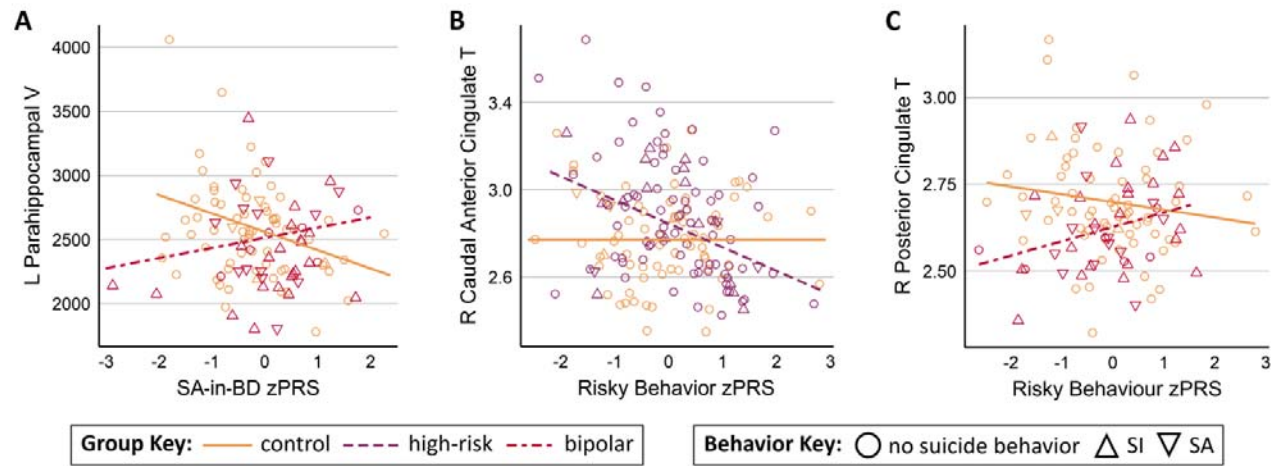 A
L Parahippocampal V
4000
3500
3000
2500
2000
-3 -2 -1 0 1 2
SA-in-BD zPRS
B
R Caudal Anterior Cingulate T
3.4
3.0
2.6
-2 -1 0 1 2 3
Risky Behavior zPRS
C
R Posterior Cingulate T
3.00
2.75
2.50
-2 -1 0 1 2 3
Risky Behaviour zPRS
Group Key: control high-risk bipolar
Behavior Key: no suicide behavior SI SA